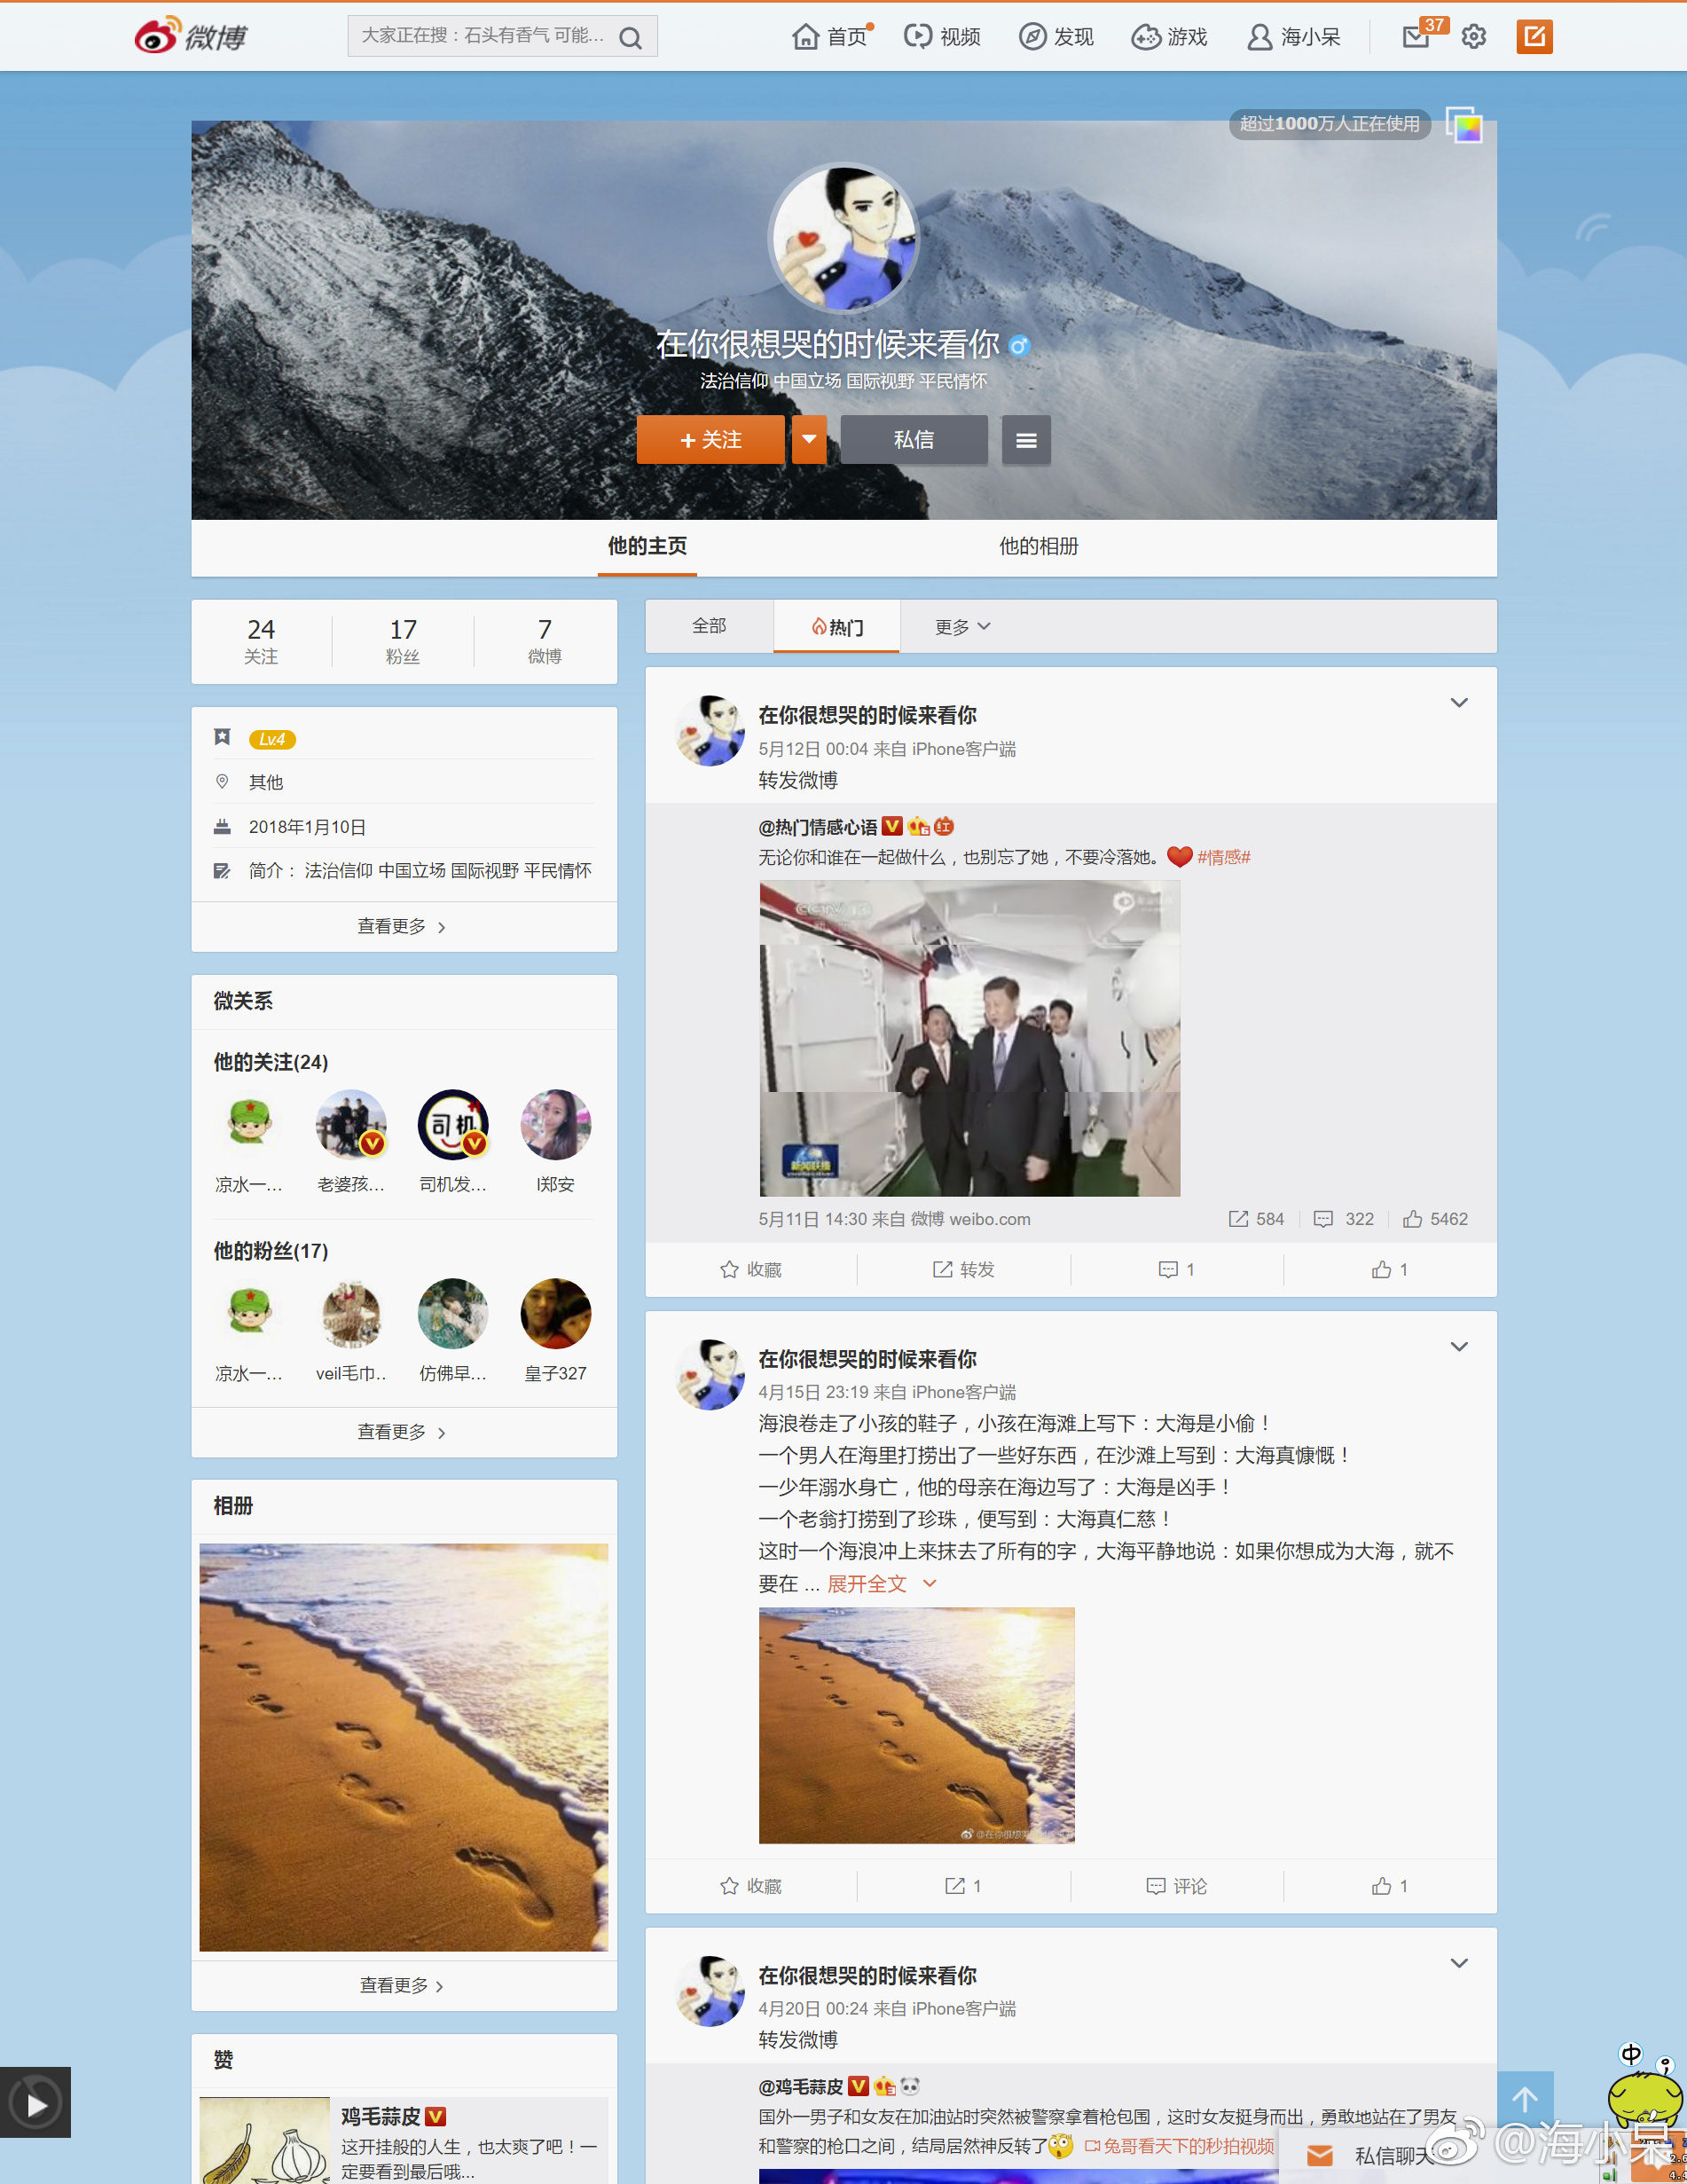 微博
大家正在搜：石头有香气 可能...
首页
视频
发现
游戏
海小呆
37
超过1000万人正在使用
在你很想哭的时候来看你
法治信仰 中国立场 国际视野 平民情怀
+ 关注
私信
他的主页
他的相册
24
关注
17
粉丝
7
微博
Lv.4
其他
2018年1月10日
简介： 法治信仰 中国立场 国际视野 平民情怀
查看更多 >
微关系
他的关注(24)
司机
凉水一...
老婆孩...
司机发...
l郑安
他的粉丝(17)
凉水一...
veil毛巾..
仿佛早...
皇子327
查看更多 >
相册
查看更多 >
赞
鸡毛蒜皮
这开挂般的人生，也太爽了吧！一
定要看到最后哦...
全部
热门
更多
在你很想哭的时候来看你
5月12日 00:04 来自 iPhone客户端
转发微博
@热门情感心语
无论你和谁在一起做什么，也别忘了她，不要冷落她。 #情感#
CCTV 13
新闻联播
5月11日 14:30 来自 微博 weibo.com
584
322
5462
收藏
转发
1
1
在你很想哭的时候来看你
4月15日 23:19 来自 iPhone客户端
海浪卷走了小孩的鞋子，小孩在海滩上写下：大海是小偷！
一个男人在海里打捞出了一些好东西，在沙滩上写到：大海真慷慨！
一少年溺水身亡，他的母亲在海边写了：大海是凶手！
一个老翁打捞到了珍珠，便写到：大海真仁慈！
这时一个海浪冲上来抹去了所有的字，大海平静地说：如果你想成为大海，就不
要在 ... 展开全文
@在你很想哭
收藏
1
评论
1
在你很想哭的时候来看你
4月20日 00:24 来自 iPhone客户端
转发微博
@鸡毛蒜皮
国外一男子和女友在加油站时突然被警察拿着枪包围，这时女友挺身而出，勇敢地站在了男友
和警察的枪口之间，结局居然神反转了 兔哥看天下的秒拍视频
私信聊天
中
@海小呆